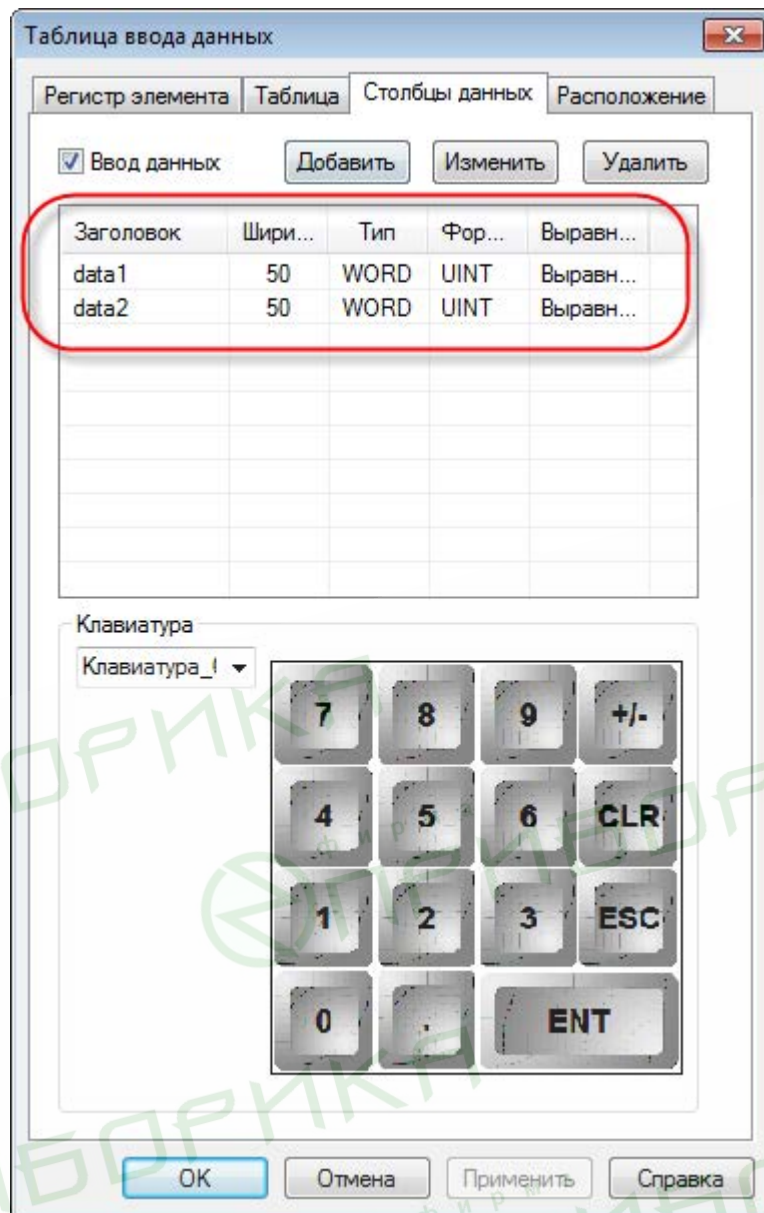 Таблица ввода данных
Регистр элемента Таблица Столбцы данных Расположение
Ввод данных Добавить Изменить Удалить
Заголовок Шири... Тип Фор... Выравн...
data1 50 WORD UINT Выравн...
data2 50 WORD UINT Выравн...
Клавиатура
Клавиатура_
7 8 9 +/-
4 5 6 CLR
1 2 3 ESC
0 . ENT
OK Отмена Применить Справка